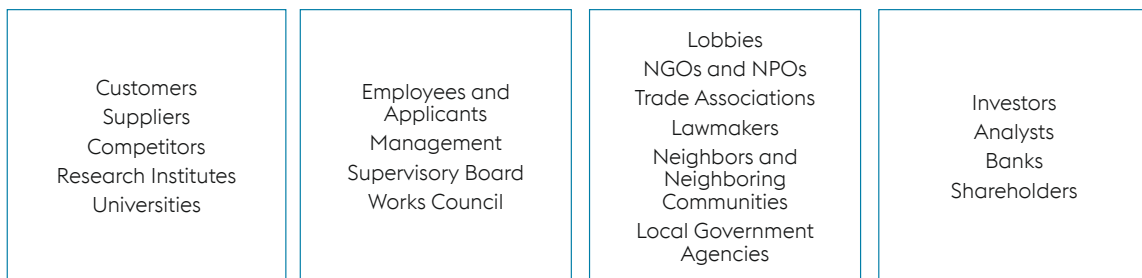 Customers
Suppliers
Competitors
Research Institutes
Universities
Employees and
Applicants
Management
Supervisory Board
Works Council
Lobbies
NGOs and NPOs
Trade Associations
Lawmakers
Neighbors and
Neighboring
Communities
Local Government
Agencies
Investors
Analysts
Banks
Shareholders